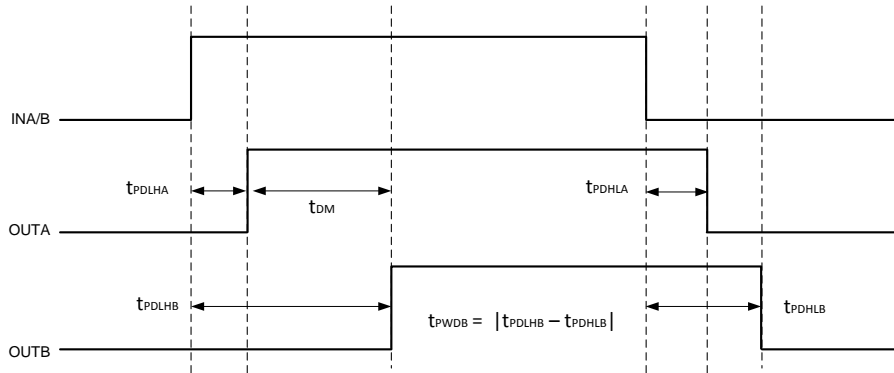 INA/B
tPDLHA
tPDHLA
tDM
OUTA
tPDLHB
tPWDB = |tPDLHB – tPDHLB|
tPDHLB
OUTB